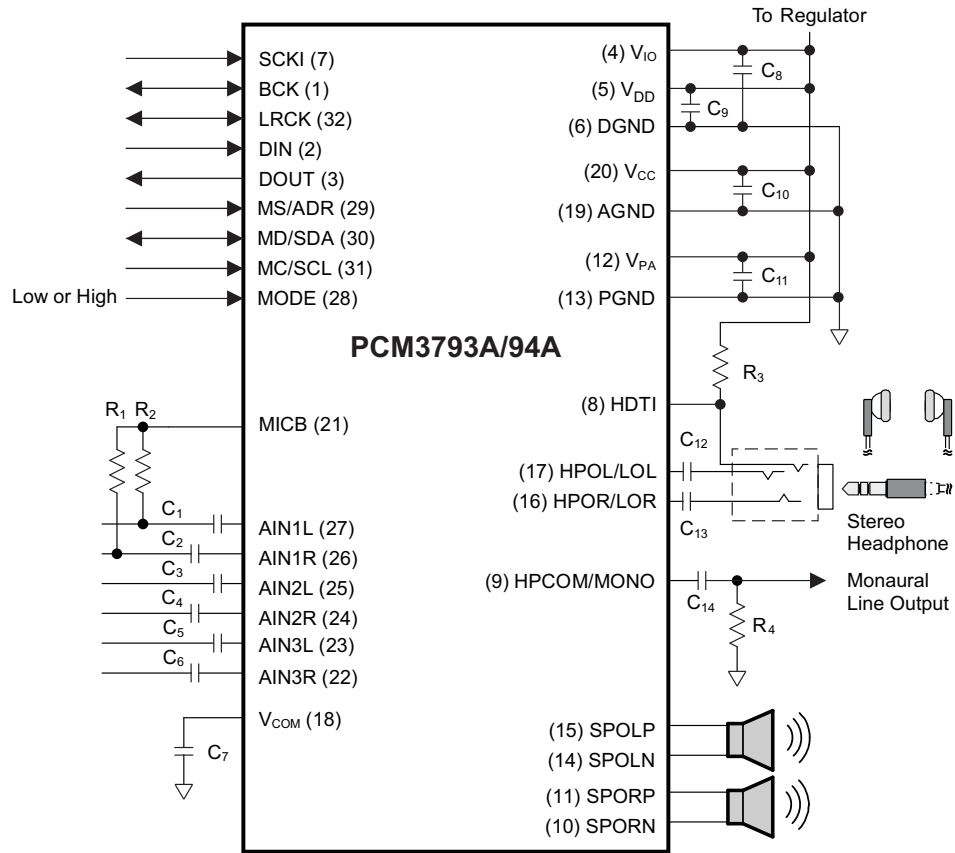 To Regulator
SCKI (7)
BCK (1)
LRCK (32)
DIN (2)
DOUT (3)
MS/ADR (29)
MD/SDA (30)
MC/SCL (31)
Low or High
MODE (28)
(4) VIO
C8
(5) VDD
C9
(6) DGND
(20) VCC
C10
(19) AGND
(12) VPA
C11
(13) PGND
PCM3793A/94A
R3
(8) HDTI
R1 R2
MICB (21)
C12
(17) HPOL/LOL
(16) HPOR/LOR
C13
Stereo
Headphone
C1
AIN1L (27)
C2
AIN1R (26)
C3
AIN2L (25)
C4
AIN2R (24)
C5
AIN3L (23)
C6
AIN3R (22)
(9) HPCOM/MONO
C14
Monaural
Line Output
R4
VCOM (18)
C7
(15) SPOLP
(14) SPOLN
(11) SPORP
(10) SPORN